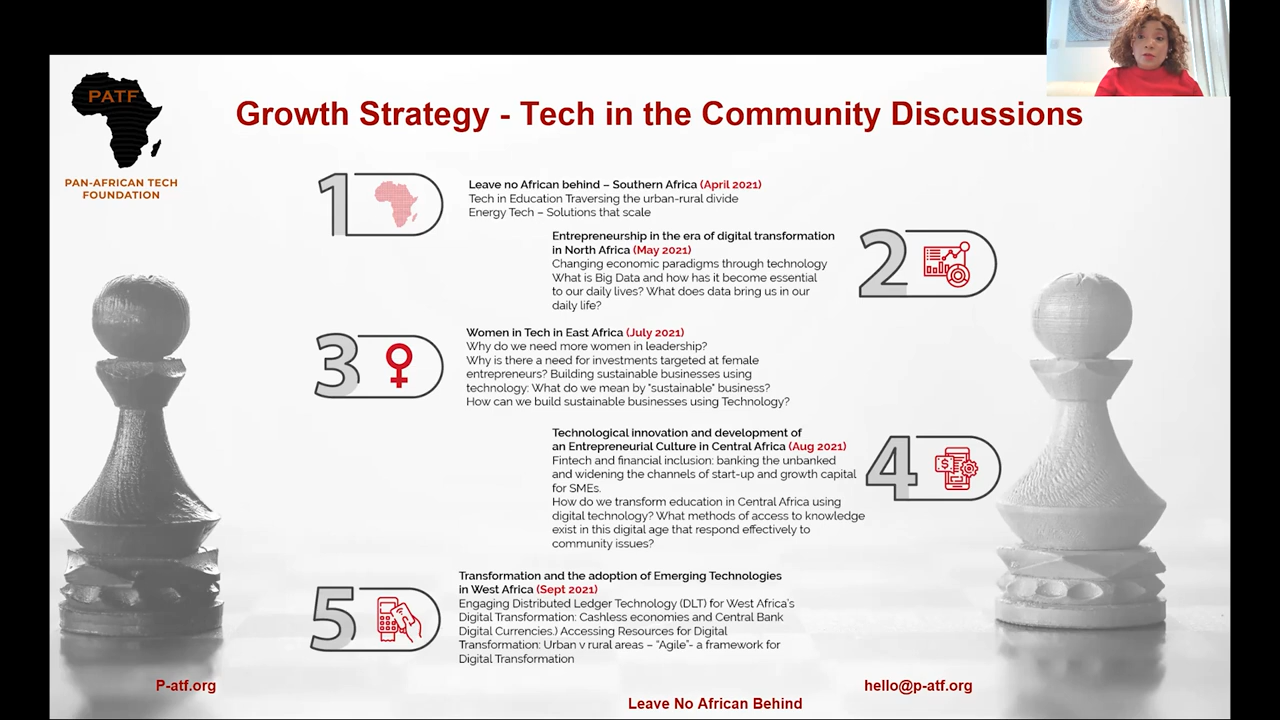 PATF
PAN-AFRICAN TECH
FOUNDATION
Growth Strategy - Tech in the Community Discussions
1
Leave no African behind – Southern Africa (April 2021)
Tech in Education Traversing the urban-rural divide
Energy Tech – Solutions that scale
2
Entrepreneurship in the era of digital transformation
in North Africa (May 2021)
Changing economic paradigms through technology
What is Big Data and how has it become essential
to our daily lives? What does data bring us in our
daily life?
3
Women in Tech in East Africa (July 2021)
Why do we need more women in leadership?
Why is there a need for investments targeted at female
entrepreneurs? Building sustainable businesses using
technology: What do we mean by "sustainable" business?
How can we build sustainable businesses using Technology?
4
Technological innovation and development of
an Entrepreneurial Culture in Central Africa (Aug 2021)
Fintech and financial inclusion: banking the unbanked
and widening the channels of start-up and growth capital
for SMEs.
How do we transform education in Central Africa using
digital technology? What methods of access to knowledge
exist in this digital age that respond effectively to
community issues?
5
Transformation and the adoption of Emerging Technologies
in West Africa (Sept 2021)
Engaging Distributed Ledger Technology (DLT) for West Africa's
Digital Transformation: Cashless economies and Central Bank
Digital Currencies.) Accessing Resources for Digital
Transformation: Urban v rural areas – "Agile"- a framework for
Digital Transformation
P-atf.org
hello@p-atf.org
Leave No African Behind